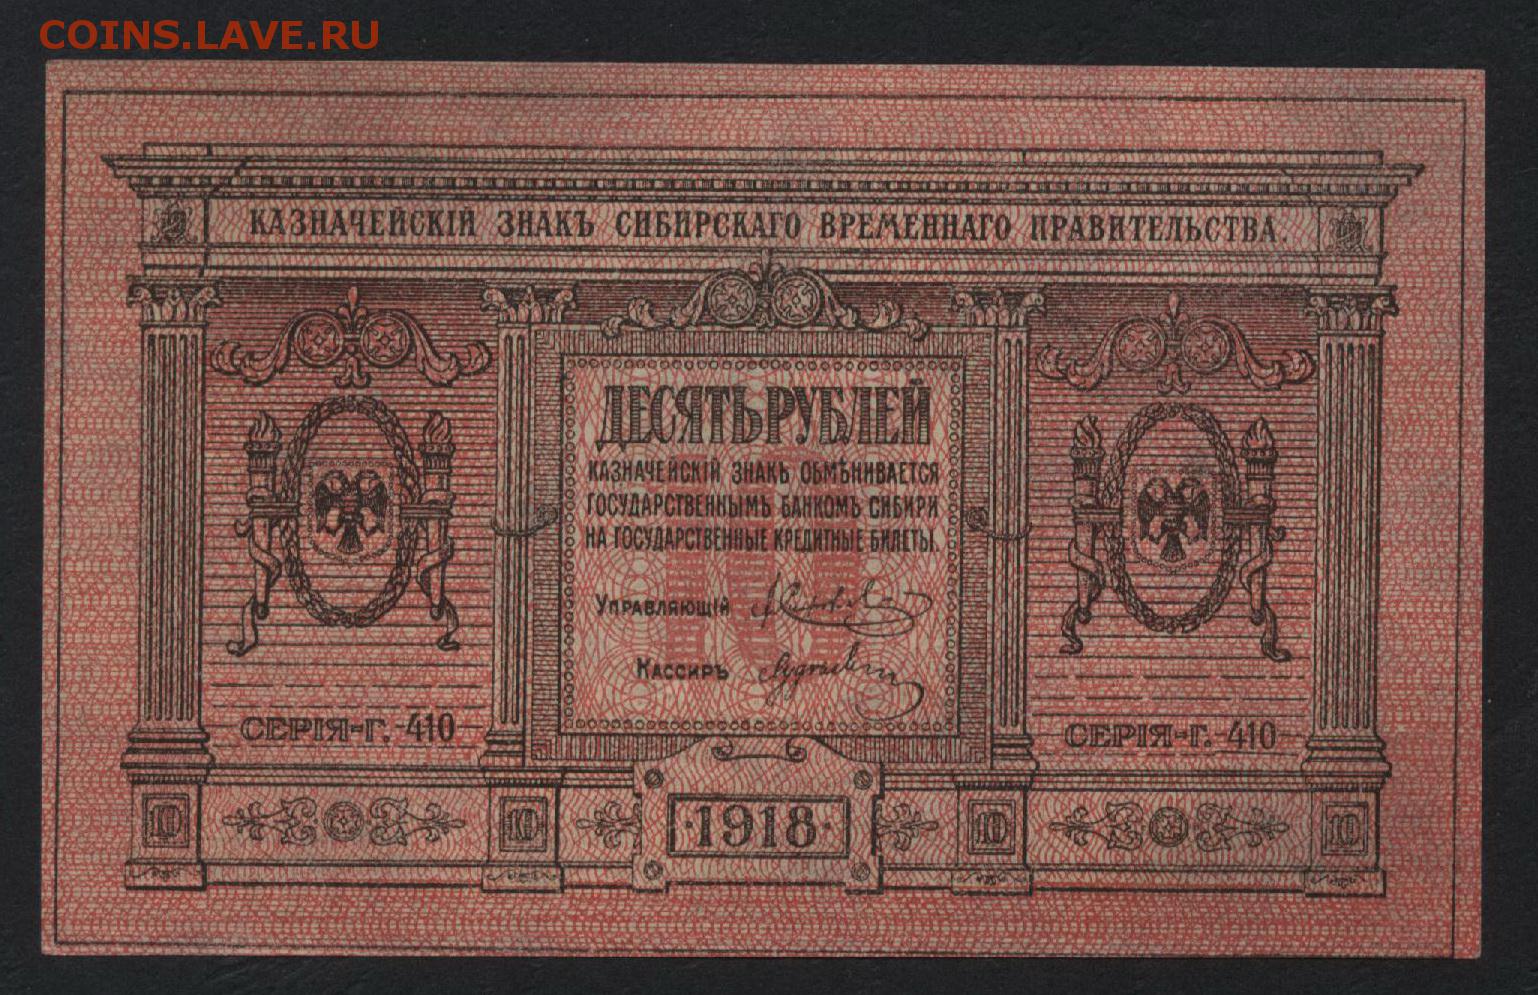 COINS.LAVE.RU
КАЗНАЧЕЙСКІЙ ЗНАКЪ СИБИРСКАГО ВРЕМЕННАГО ПРАВИТЕЛЬСТВА.
ДЕСЯТЬ РУБЛЕЙ
КАЗНАЧЕЙСКІЙ ЗНАКЪ ОБМѢНИВАЕТСЯ
ГОСУДАРСТВЕННЫМЪ БАНКОМЪ СИБИРИ
НА ГОСУДАРСТВЕННЫЕ КРЕДИТНЫЕ БИЛЕТЫ.
10
УПРАВЛЯЮЩІЙ
КАССИРЪ
СЕРІЯ-Г. -410
СЕРІЯ-Г. -410
10
10
·1918·
10
10